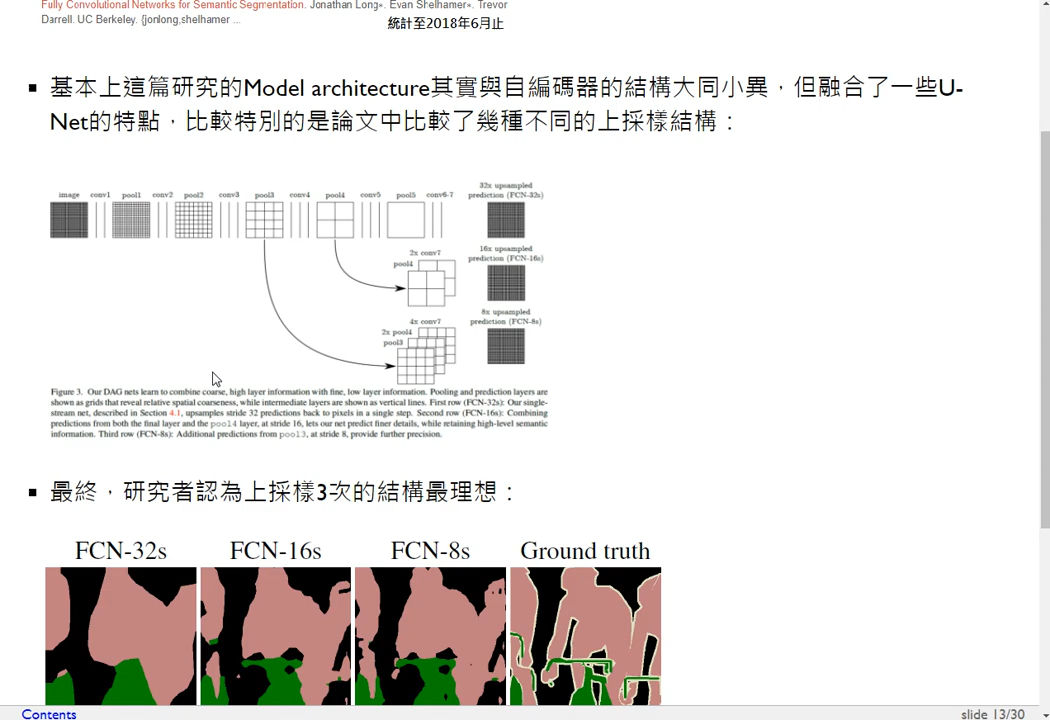 Fully Convolutional Networks for Semantic Segmentation. Jonathan Long∗. Evan Shelhamer∗. Trevor
Darrell. UC Berkeley. {jonlong,shelhamer ...
統計至2018年6月止
▪ 基本上這篇研究的Model architecture其實與自編碼器的結構大同小異，但融合了一些U-
Net的特點，比較特別的是論文中比較了幾種不同的上採樣結構：
image conv1 pool1 conv2 pool2 conv3 pool3 conv4 pool4 conv5 pool5 conv6-7
32x upsampled
prediction (FCN-32s)
16x upsampled
prediction (FCN-16s)
2x conv7
pool4
8x upsampled
prediction (FCN-8s)
4x conv7
2x pool4
pool3
Figure 3. Our DAG nets learn to combine coarse, high layer information with fine, low layer information. Pooling and prediction layers are
shown as grids that reveal relative spatial coarseness, while intermediate layers are shown as vertical lines. First row (FCN-32s): Our single-
stream net, described in Section 4.1, upsamples stride 32 predictions back to pixels in a single step. Second row (FCN-16s): Combining
predictions from both the final layer and the pool4 layer, at stride 16, lets our net predict finer details, while retaining high-level semantic
information. Third row (FCN-8s): Additional predictions from pool3, at stride 8, provide further precision.
▪ 最終，研究者認為上採樣3次的結構最理想：
FCN-32s FCN-16s FCN-8s Ground truth
Contents
slide 13/30